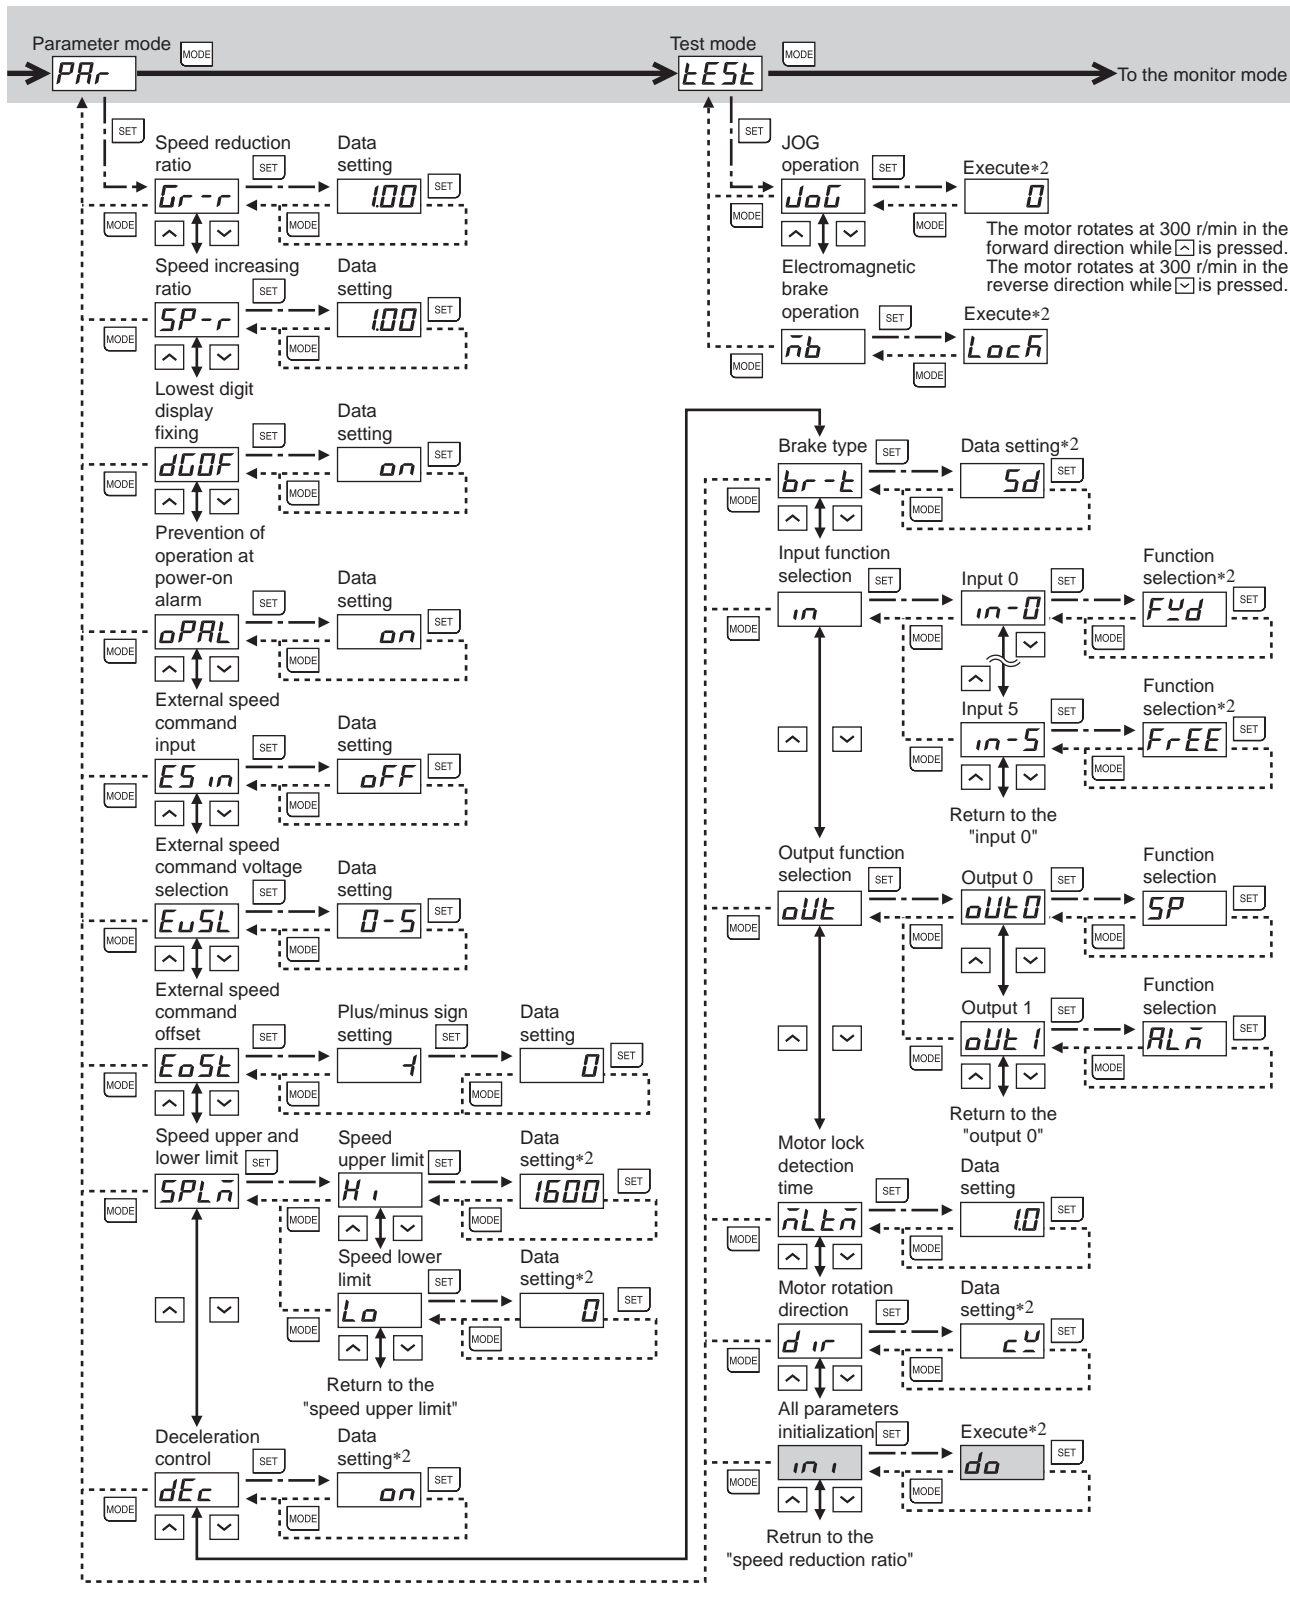 Parameter mode
MODE
PAr
Test mode
MODE
tESt
To the monitor mode
SET
Speed reduction
ratio
SET
Data
setting
Gr-r
1.00
SET
MODE
MODE
Speed increasing
ratio
SET
Data
setting
SP-r
1.00
SET
MODE
MODE
Lowest digit
display
fixing
SET
Data
setting
dGOF
on
SET
MODE
MODE
Prevention of
operation at
power-on
alarm
SET
Data
setting
oPAL
on
SET
MODE
MODE
External speed
command
input
SET
Data
setting
ES in
oFF
SET
MODE
MODE
External speed
command voltage
selection
SET
Data
setting
EvSL
0-5
SET
MODE
MODE
External speed
command
offset
SET
Plus/minus sign
setting
SET
Data
setting
EoSt
0
SET
MODE
MODE
MODE
Speed upper and
lower limit
SET
Speed
upper limit
SET
Data
setting*2
SPLm
Hi
1600
SET
MODE
MODE
MODE
Speed lower
limit
SET
Data
setting*2
Lo
0
SET
MODE
MODE
Return to the
"speed upper limit"
Deceleration
control
SET
Data
setting*2
dEc
on
SET
MODE
MODE
SET
JOG
operation
SET
Execute*2
JoG
0
MODE
MODE
The motor rotates at 300 r/min in the
forward direction while is pressed.
The motor rotates at 300 r/min in the
reverse direction while is pressed.
Electromagnetic
brake
operation
SET
Execute*2
mb
Lock
MODE
MODE
Brake type
SET
Data setting*2
br-t
Sd
SET
MODE
MODE
Input function
selection
SET
Input 0
SET
Function
selection*2
in
in-0
Fwd
SET
MODE
MODE
MODE
Input 5
SET
Function
selection*2
in-5
FrEE
SET
MODE
MODE
Return to the
"input 0"
Output function
selection
SET
Output 0
SET
Function
selection
oUt
oUt0
SP
SET
MODE
MODE
MODE
Output 1
SET
Function
selection
oUt1
ALm
SET
MODE
MODE
Return to the
"output 0"
Motor lock
detection
time
SET
Data
setting
mLtm
1.0
SET
MODE
MODE
Motor rotation
direction
SET
Data
setting*2
dir
cw
SET
MODE
MODE
All parameters
initialization
SET
Execute*2
ini
do
SET
MODE
MODE
Retrun to the
"speed reduction ratio"